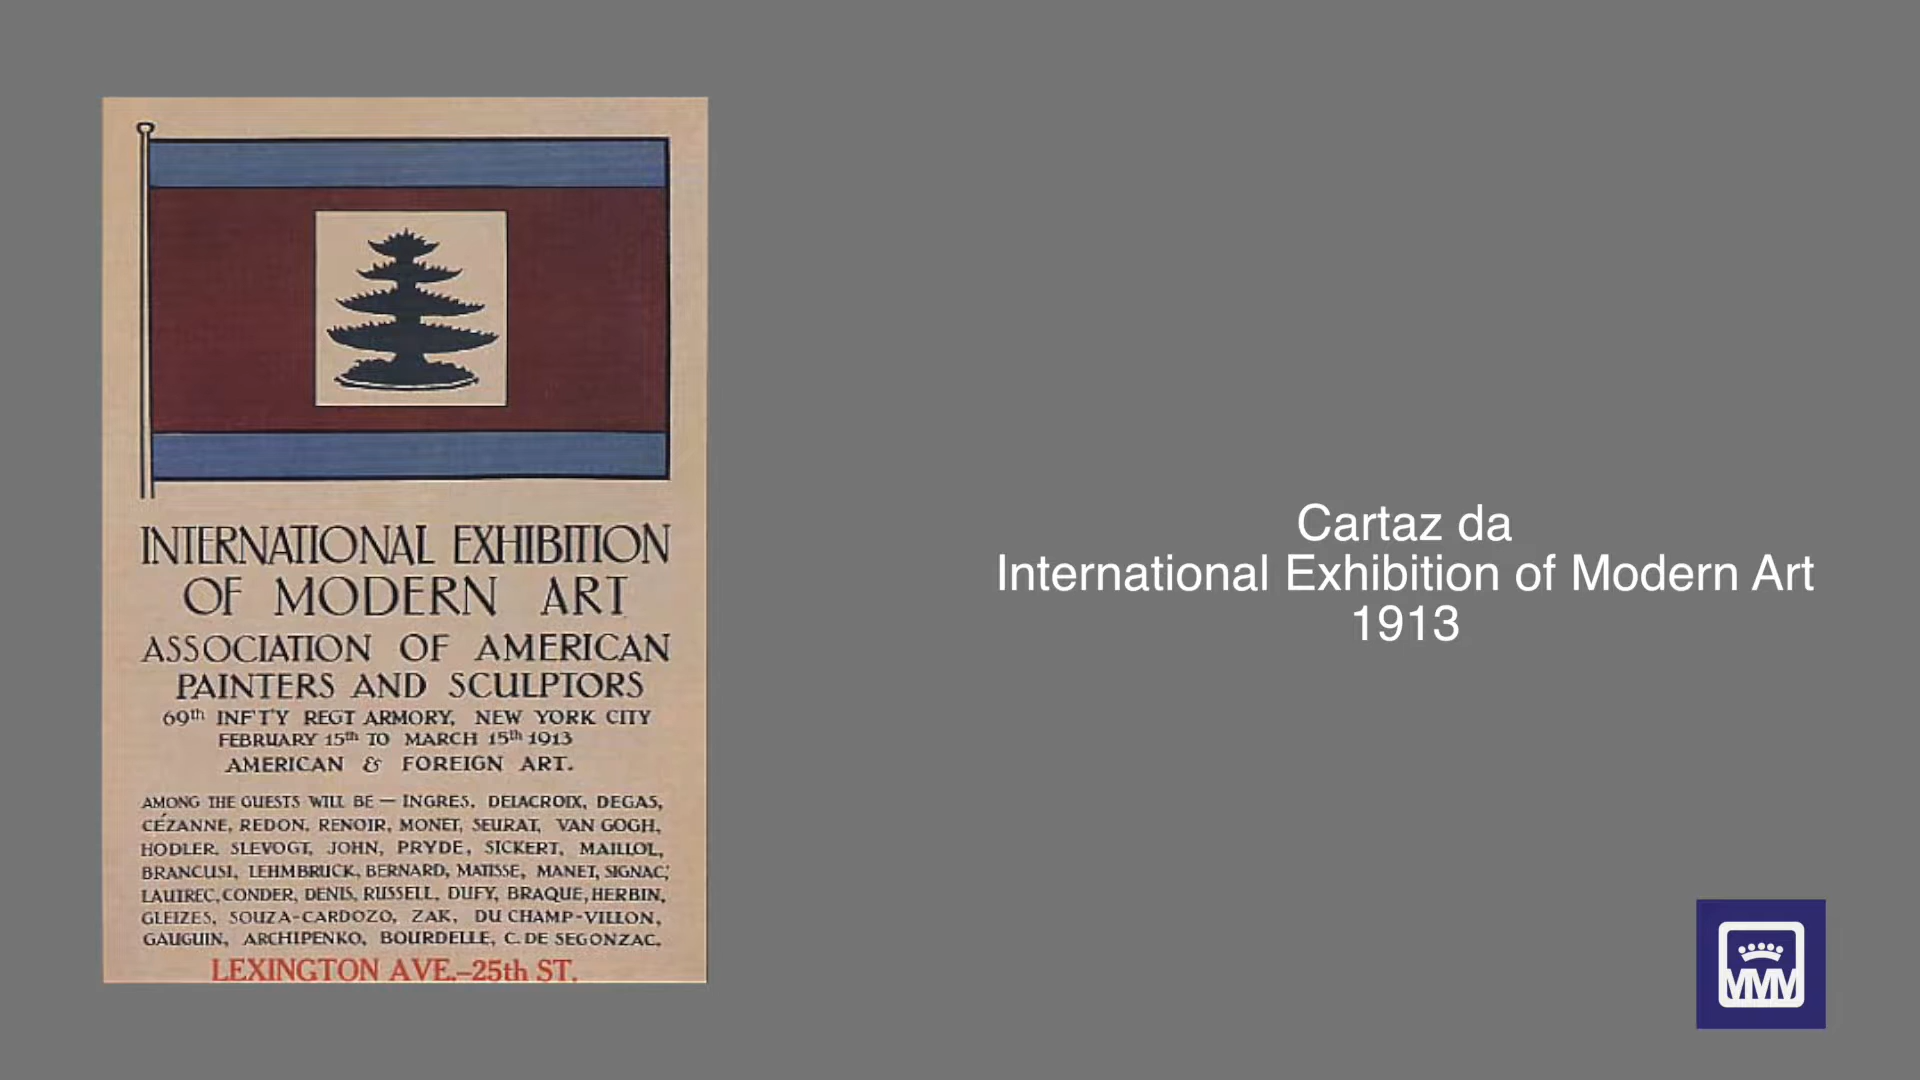 INTERNATIONAL EXHIBITION
OF MODERN ART
ASSOCIATION OF AMERICAN
PAINTERS AND SCULPTORS
69th INF'T'Y REGT ARMORY, NEW YORK CITY
FEBRUARY 15th TO MARCH 15th 1913
AMERICAN & FOREIGN ART.
AMONG THE GUESTS WILL BE — INGRES, DELACROIX, DEGAS,
CÉZANNE, REDON, RENOIR, MONET, SEURAT, VAN GOGH,
HODLER, SLEVOGT, JOHN, PRYDE, SICKERT, MAILLOL,
BRANCUSI, LEHMBRUCK, BERNARD, MATISSE, MANET, SIGNAC,
LAUTREC, CONDER, DENIS, RUSSELL, DUFY, BRAQUE, HERBIN,
GLEIZES, SOUZA-CARDOZO, ZAK, DU CHAMP-VILLON,
GAUGUIN, ARCHIPENKO, BOURDELLE, C. DE SEGONZAC.
LEXINGTON AVE.–25th ST.
Cartaz da
International Exhibition of Modern Art
1913
MMM